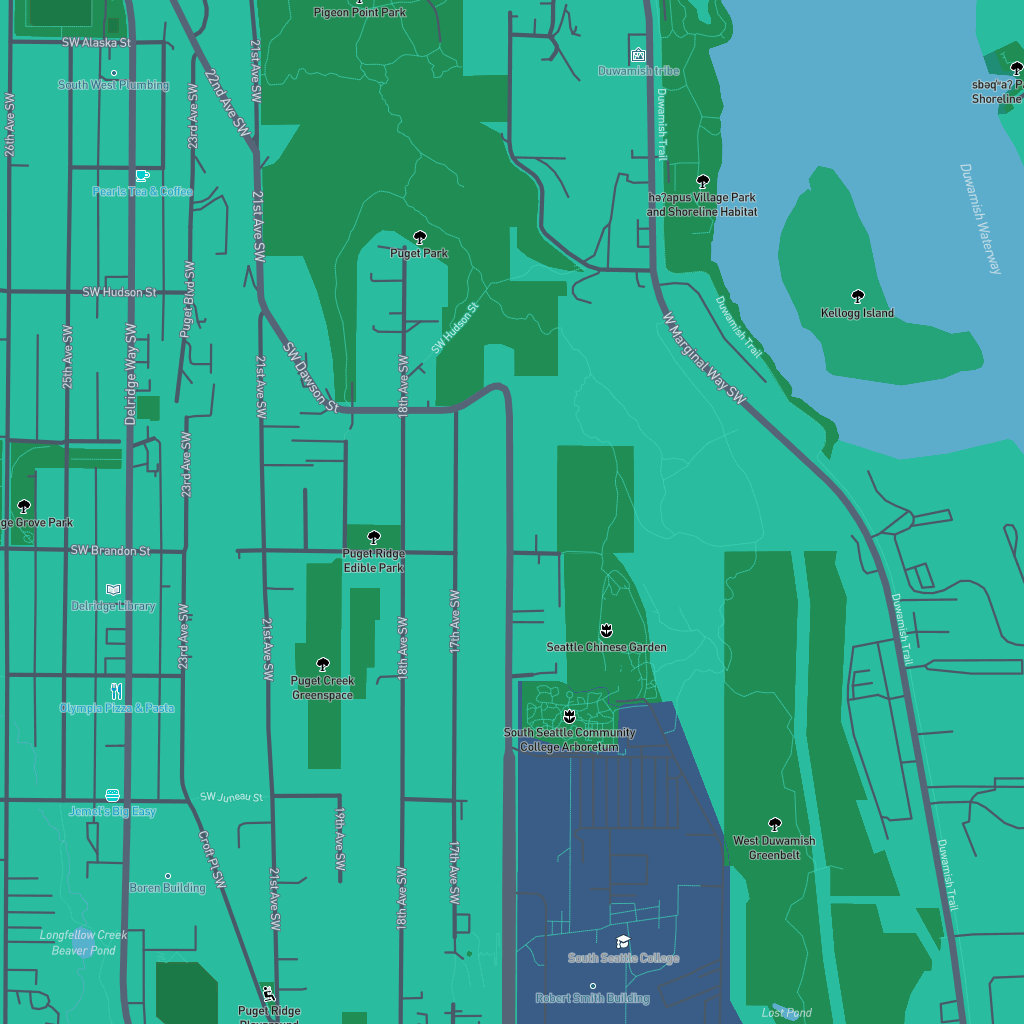 Pigeon Point Park
SW Alaska St
21st Ave SW
Duwamish tribe
South West Plumbing
22nd Ave SW
23rd Ave SW
26th Ave SW
Duwamish Trail
sbəq̓ʷaʔ P
Shoreline
Pearls Tea & Coffee
həʔapus Village Park
and Shoreline Habitat
Duwamish Waterway
21st Ave SW
Puget Park
SW Hudson St
Puget Blvd SW
Kellogg Island
SW Hudson St
Duwamish Trail
W Marginal Way SW
25th Ave SW
Delridge Way SW
SW Dawson St
21st Ave SW
18th Ave SW
23rd Ave SW
ge Grove Park
SW Brandon St
Puget Ridge
Edible Park
Delridge Library
23rd Ave SW
21st Ave SW
18th Ave SW
17th Ave SW
Duwamish Trail
Seattle Chinese Garden
Puget Creek
Greenspace
Olympia Pizza & Pasta
South Seattle Community
College Arboretum
SW Juneau St
Jemel's Big Easy
19th Ave SW
West Duwamish
Greenbelt
Croft Pl SW
21st Ave SW
18th Ave SW
17th Ave SW
Duwamish Trail
Boren Building
Longfellow Creek
Beaver Pond
South Seattle College
Robert Smith Building
Puget Ridge
Playground
Lost Pond